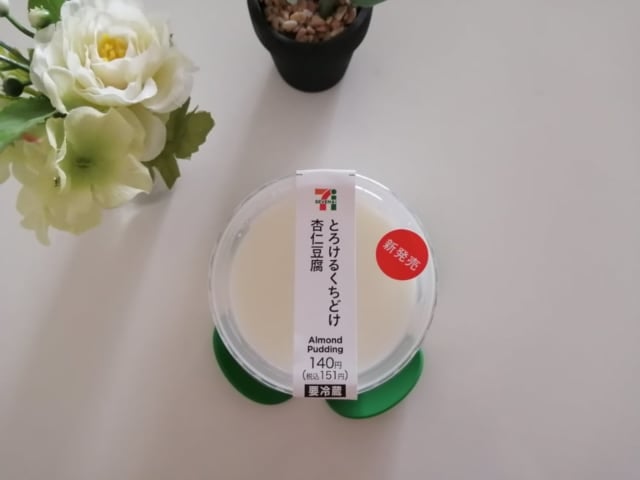 SEVEN & i
とろけるくちどけ
杏仁豆腐
Almond
Pudding
140円
(税込151円)
要冷蔵
新発売